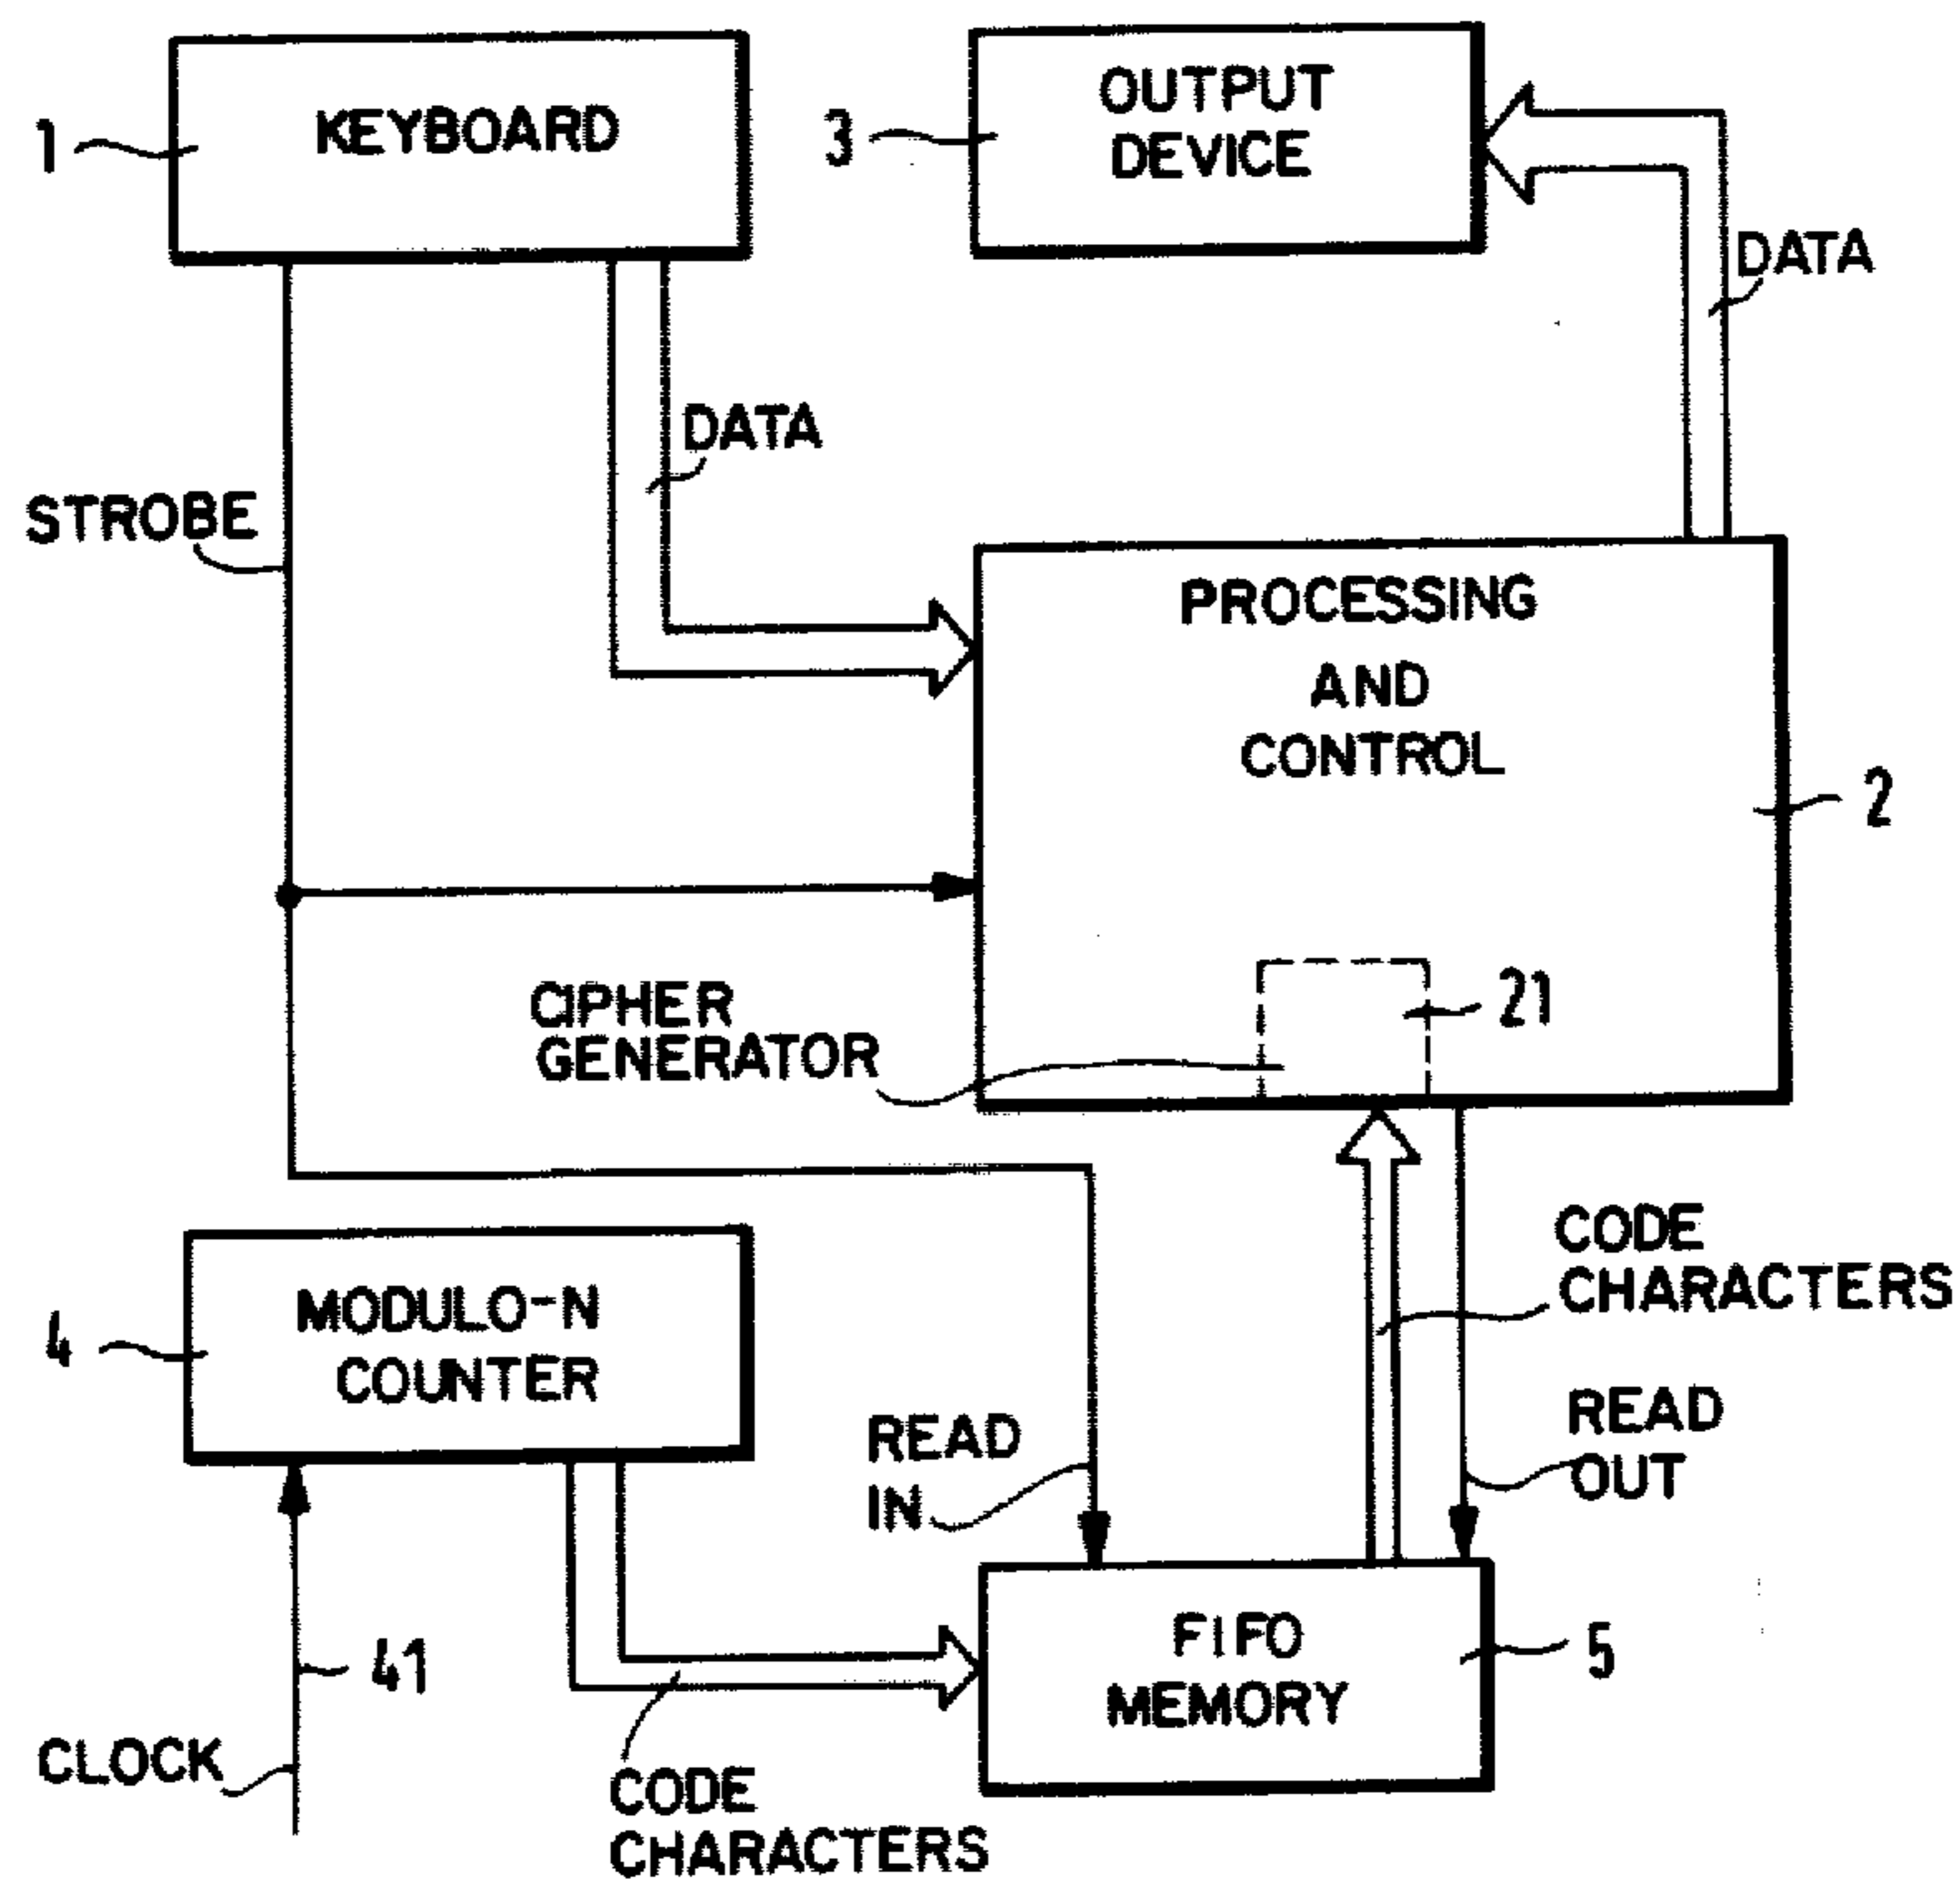 1
KEYBOARD
3
OUTPUT
DEVICE
DATA
DATA
STROBE
PROCESSING
AND
CONTROL
2
CIPHER
GENERATOR
21
CODE
CHARACTERS
4
MODULO-N
COUNTER
READ
IN
READ
OUT
41
CLOCK
FIFO
MEMORY
5
CODE
CHARACTERS